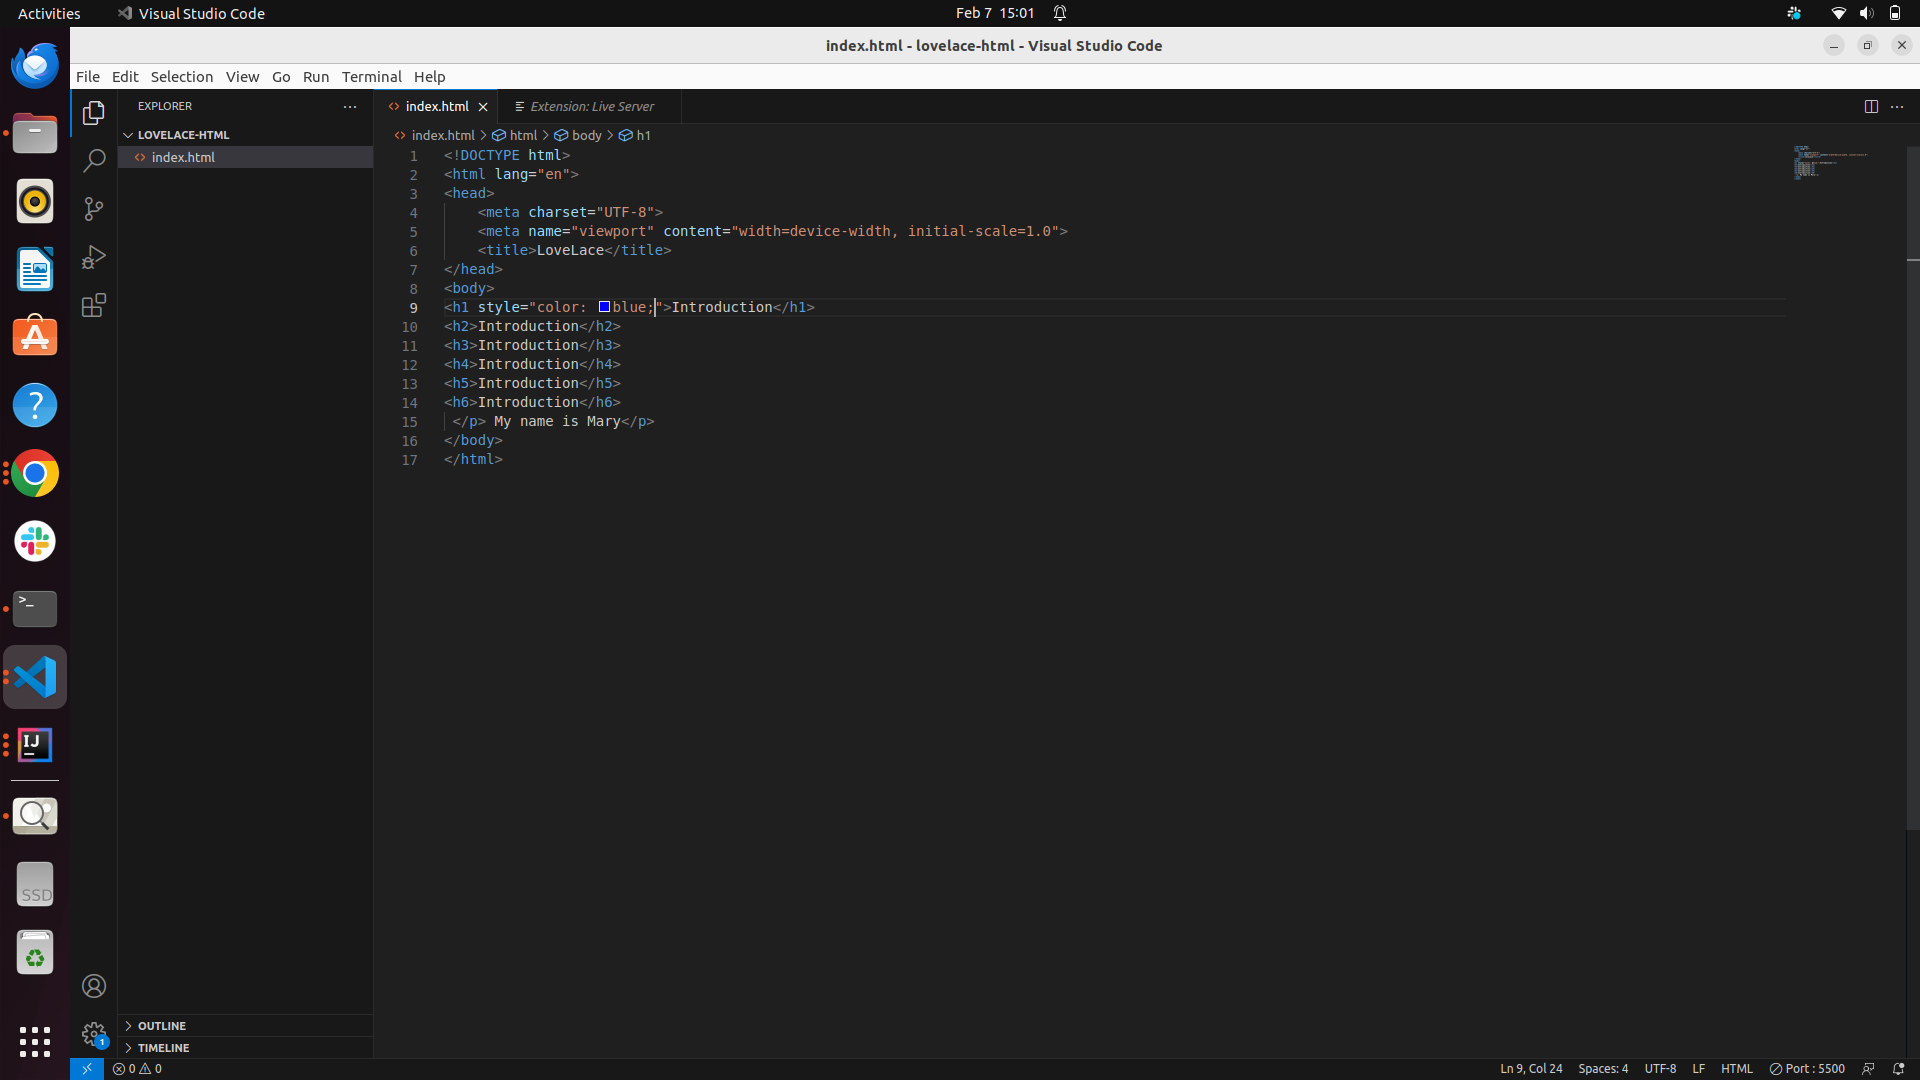 Activities Visual Studio Code Feb 7 15:01
index.html - lovelace-html - Visual Studio Code
File Edit Selection View Go Run Terminal Help
EXPLORER
LOVELACE-HTML
index.html
index.html Extension: Live Server
index.html > html > body > h1
1 <!DOCTYPE html>
2 <html lang="en">
3 <head>
4 <meta charset="UTF-8">
5 <meta name="viewport" content="width=device-width, initial-scale=1.0">
6 <title>LoveLace</title>
7 </head>
8 <body>
9 <h1 style="color: blue;">Introduction</h1>
10 <h2>Introduction</h2>
11 <h3>Introduction</h3>
12 <h4>Introduction</h4>
13 <h5>Introduction</h5>
14 <h6>Introduction</h6>
15 </p> My name is Mary</p>
16 </body>
17 </html>
>_
IJ
SSD
OUTLINE
1
TIMELINE
0 0 Ln 9, Col 24 Spaces: 4 UTF-8 LF HTML Port : 5500